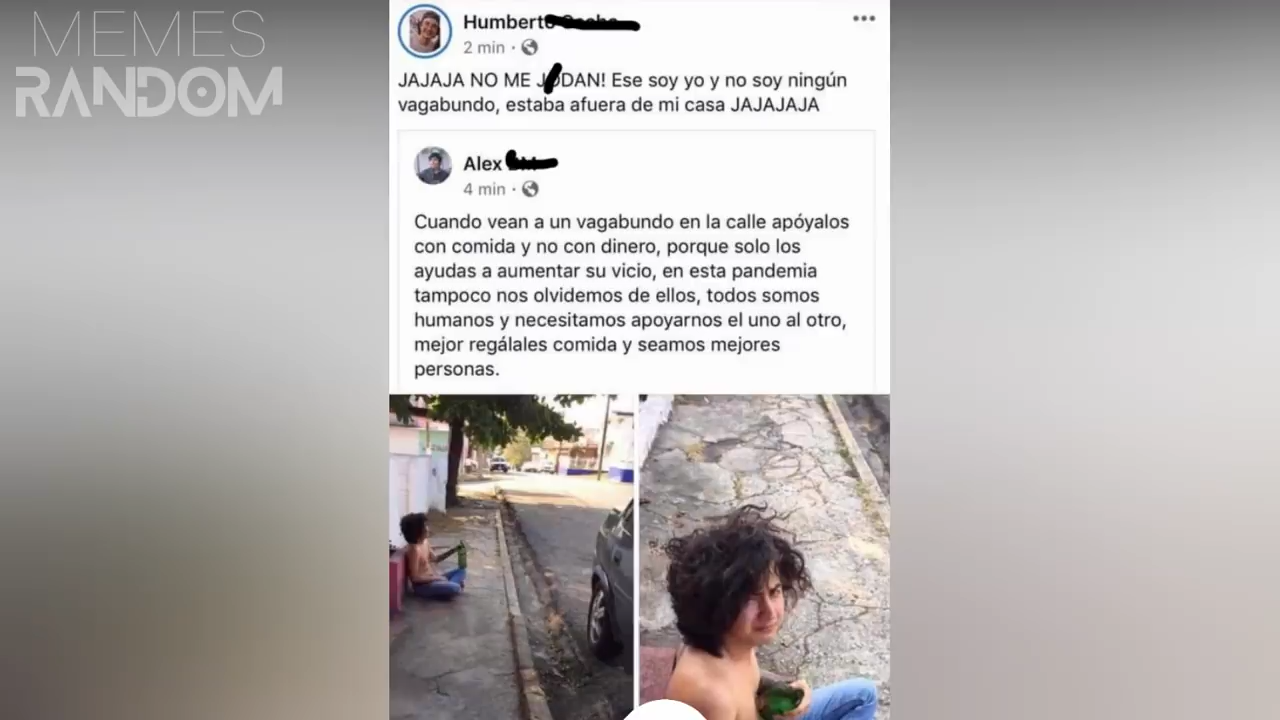 MEMES
RANDOM
Humberto
2 min
JAJAJA NO ME JODAN! Ese soy yo y no soy ningún
vagabundo, estaba afuera de mi casa JAJAJAJA
Alex
4 min
Cuando vean a un vagabundo en la calle apóyalos
con comida y no con dinero, porque solo los
ayudas a aumentar su vicio, en esta pandemia
tampoco nos olvidemos de ellos, todos somos
humanos y necesitamos apoyarnos el uno al otro,
mejor regálales comida y seamos mejores
personas.